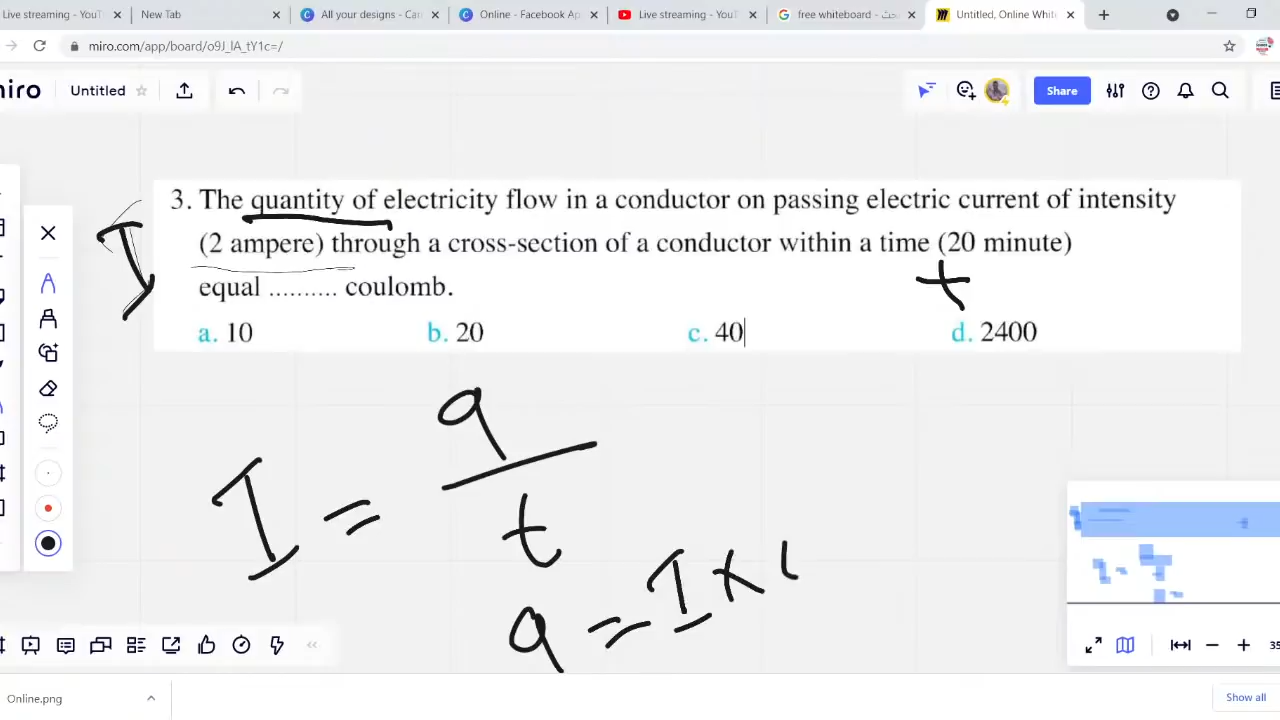 Live streaming - YouT
New Tab
All your designs - Can
Online - Facebook Ap
Live streaming - YouT
free whiteboard - بحث
Untitled, Online Whit
miro.com/app/board/o9J_lA_tY1c=/
miro
Untitled
Share
3. The quantity of electricity flow in a conductor on passing electric current of intensity
(2 ampere) through a cross-section of a conductor within a time (20 minute)
equal .......... coulomb.
a. 10 b. 20 c. 40 d. 2400
I
t
I = q / t
q = I × t
35
Online.png
Show all